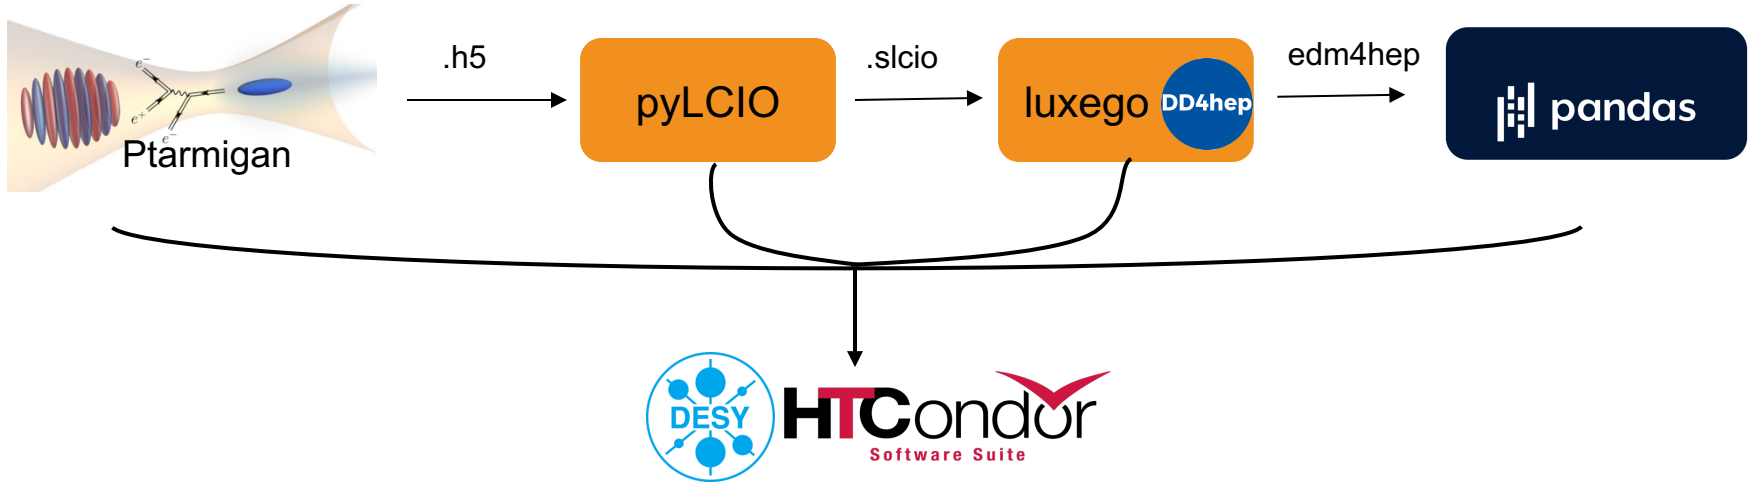 .h5
.slcio
edm4hep
e⁻
e⁺
e⁻
Ptarmigan
pyLCIO
luxego
DD4hep
pandas
DESY
HTCondor
Software Suite